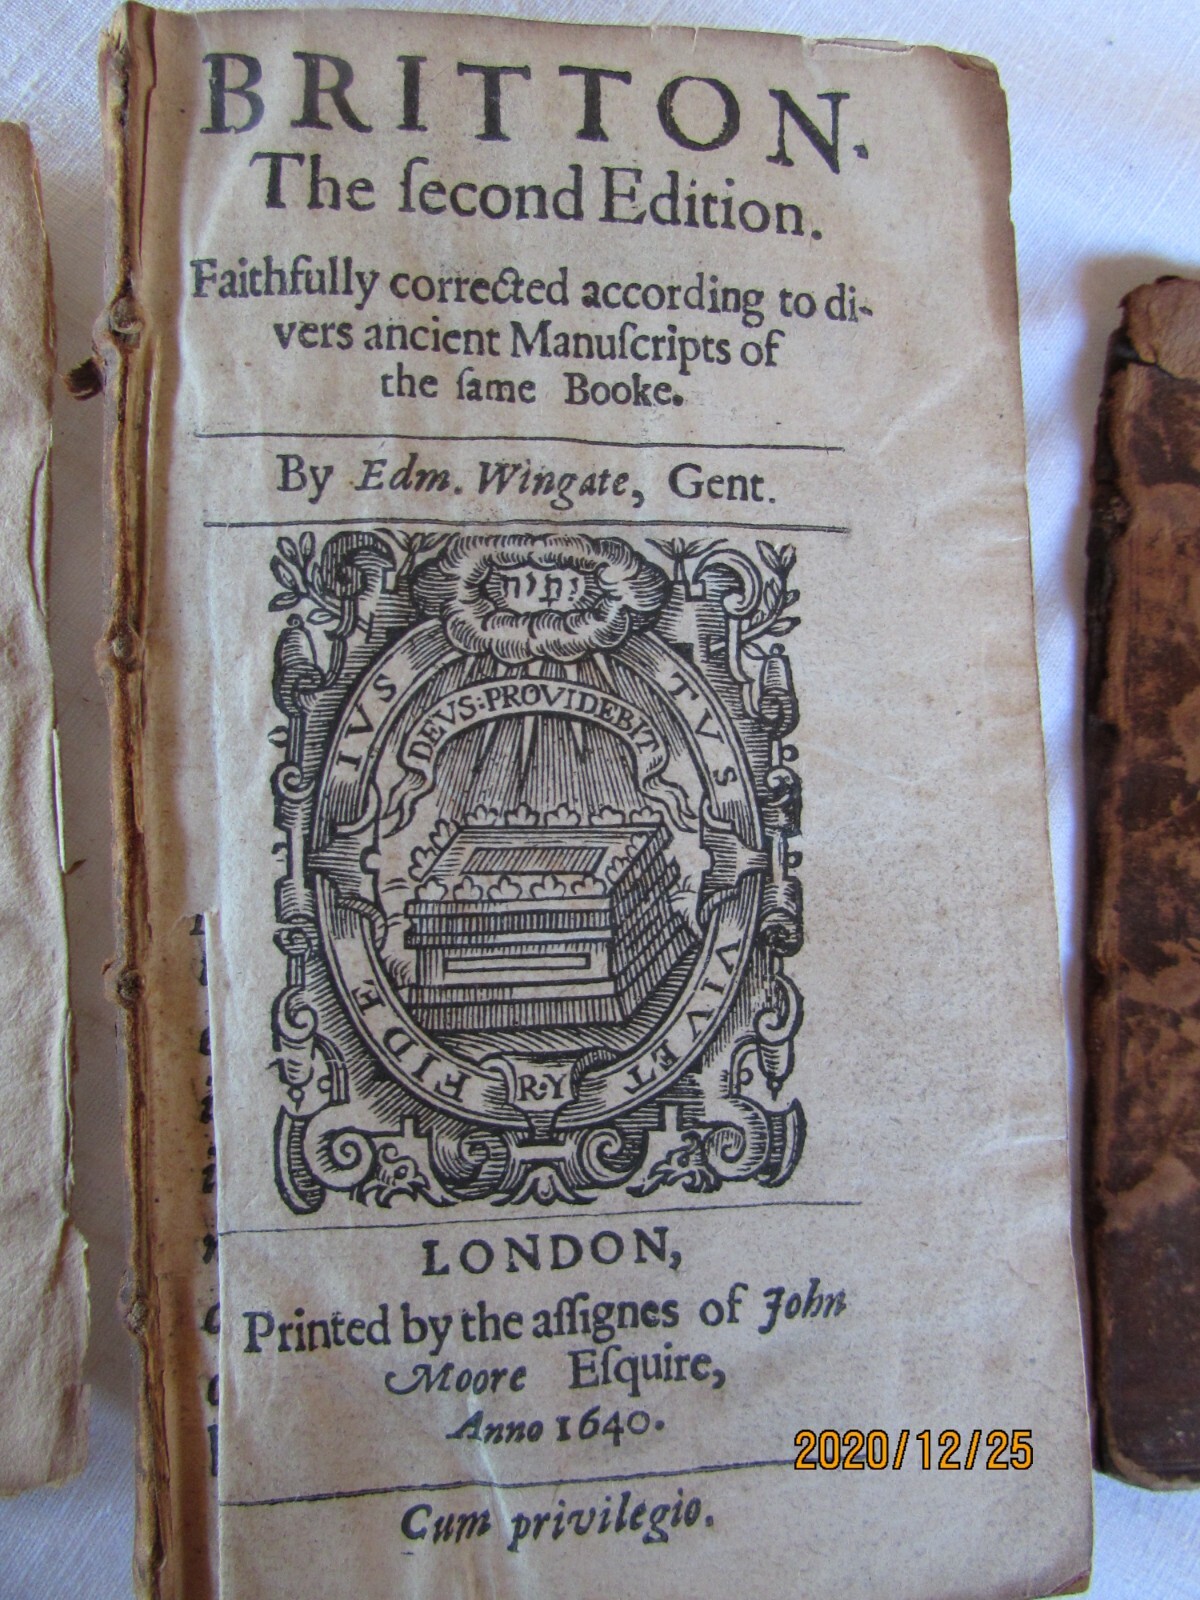 BRITTON.
The ſecond Edition.
Faithfully corrected according to di-
vers ancient Manuſcripts of
the ſame Booke.
By Edm. Wingate, Gent.
DEVS:PROVIDEBIT
IVS
TVS
VIVET
FIDE
R·Y
LONDON,
Printed by the aſſignes of John
Moore Eſquire,
Anno 1640.
Cum privilegio.
2020/12/25